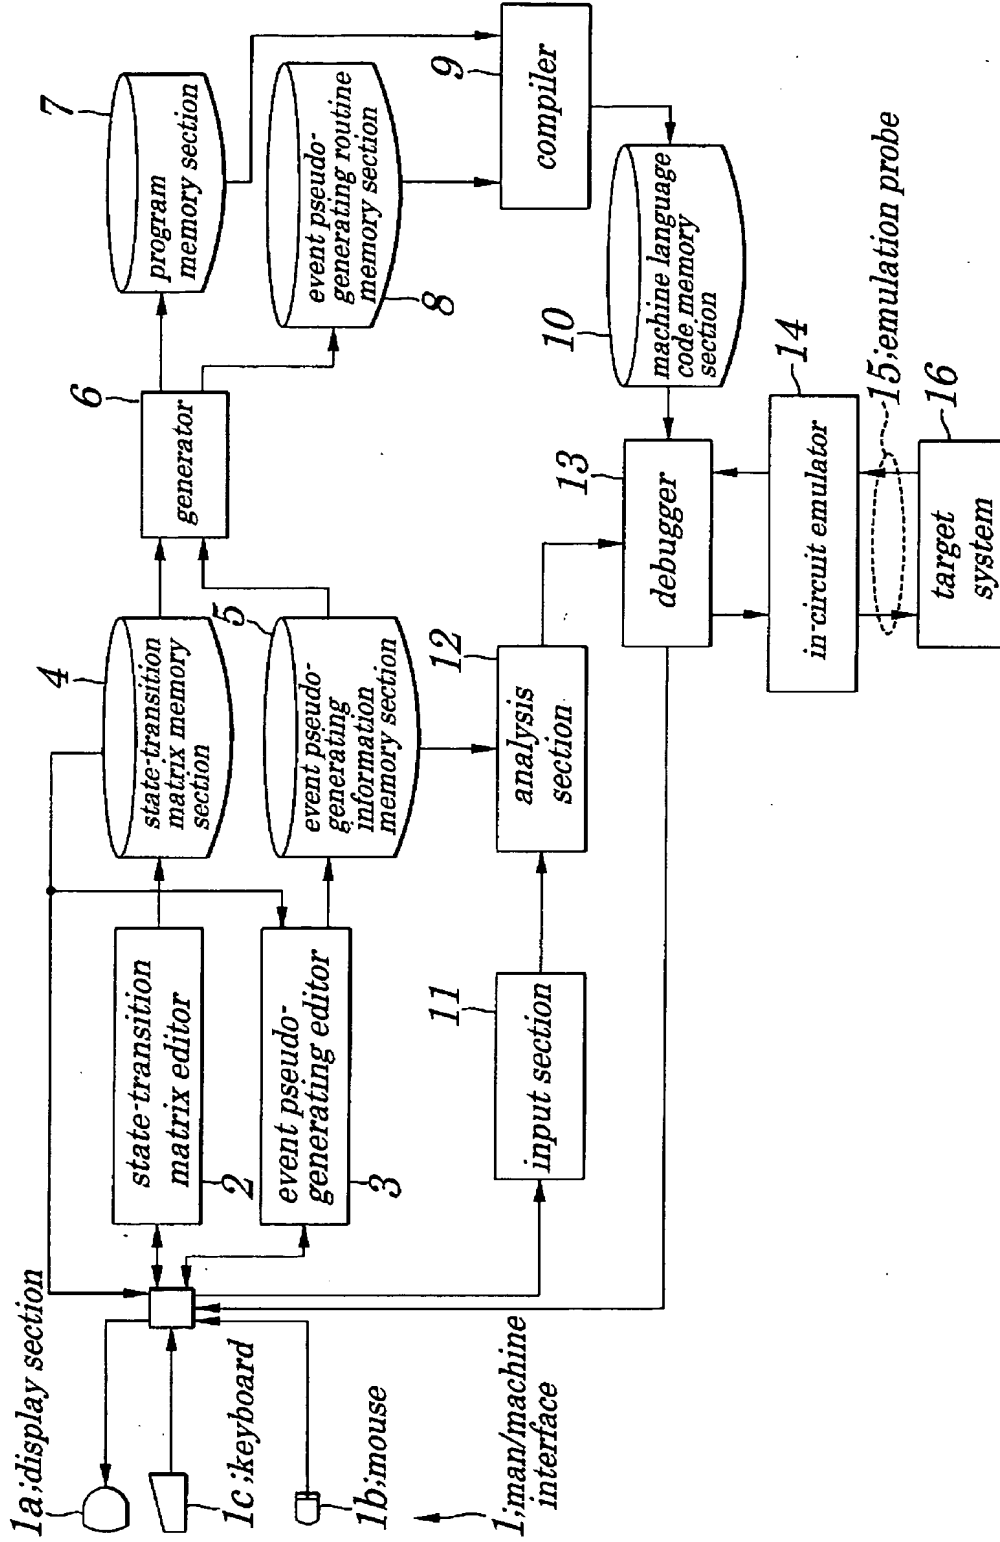 1a;display section
1c;keyboard
1b;mouse
1;man/machine
interface
state-transition
matrix editor
2
event pseudo-
generating editor
3
4
state-transition
matrix memory
section
5
event pseudo-
generating
information
memory section
6
generator
7
program
memory section
event pseudo-
generating routine
memory section
8
9
compiler
10
machine language
code memory
section
11
input section
12
analysis
section
13
debugger
14
in-circuit emulator
15;emulation probe
16
target
system